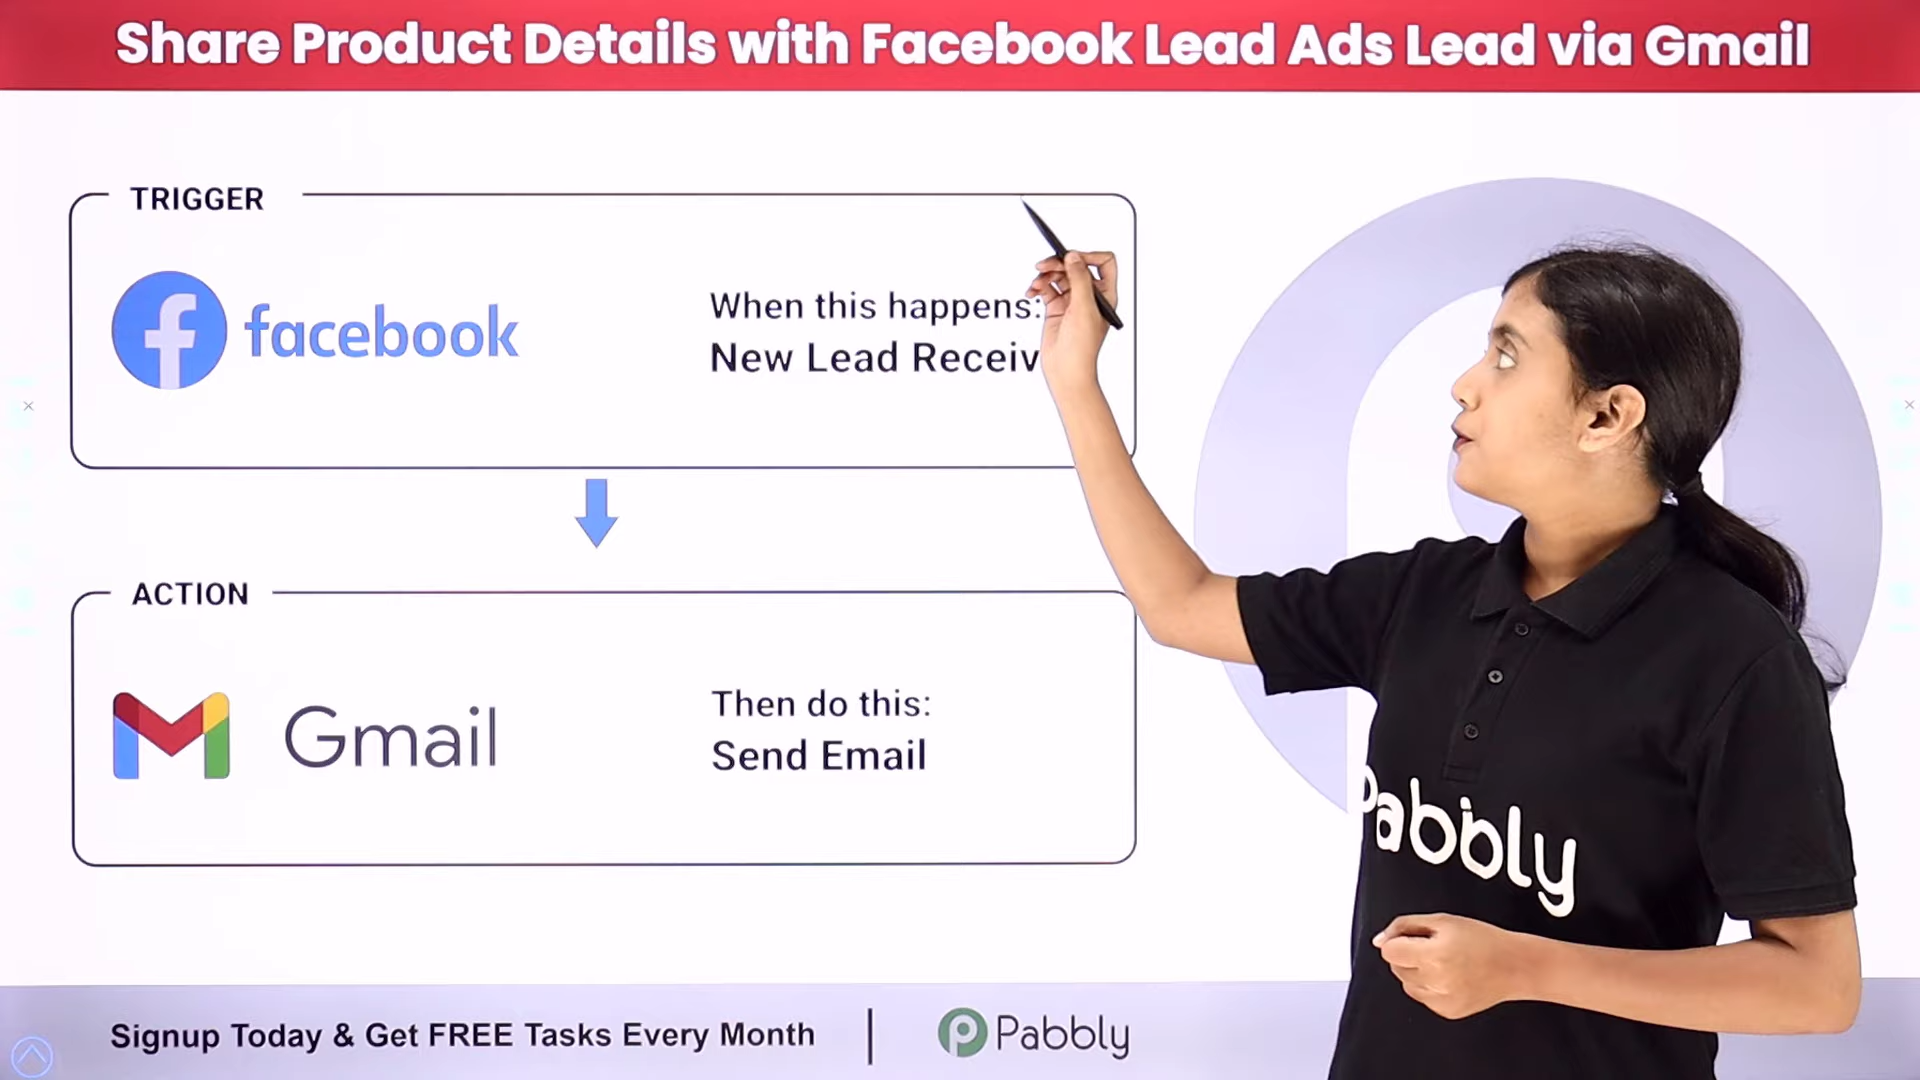 Share Product Details with Facebook Lead Ads Lead via Gmail
TRIGGER
facebook
When this happens:
New Lead Receiv
ACTION
Gmail
Then do this:
Send Email
Pabbly
Signup Today & Get FREE Tasks Every Month
Pabbly